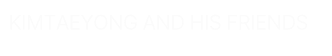 KIMTAEYONG AND HIS FRIENDS